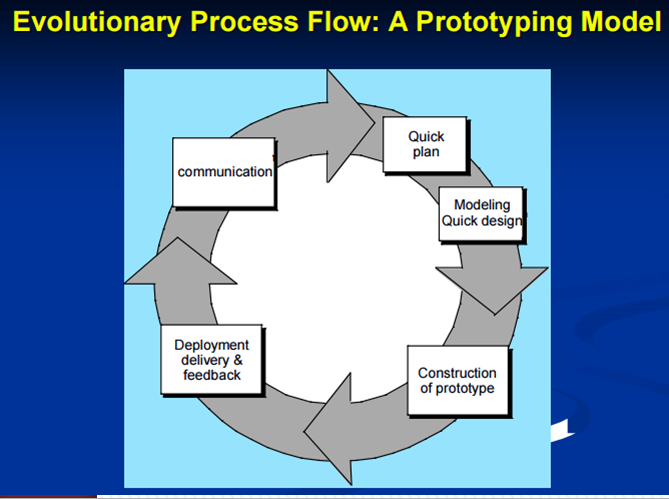 Evolutionary Process Flow: A Prototyping Model
communication
Quick
plan
Modeling
Quick design
Construction
of prototype
Deployment
delivery &
feedback